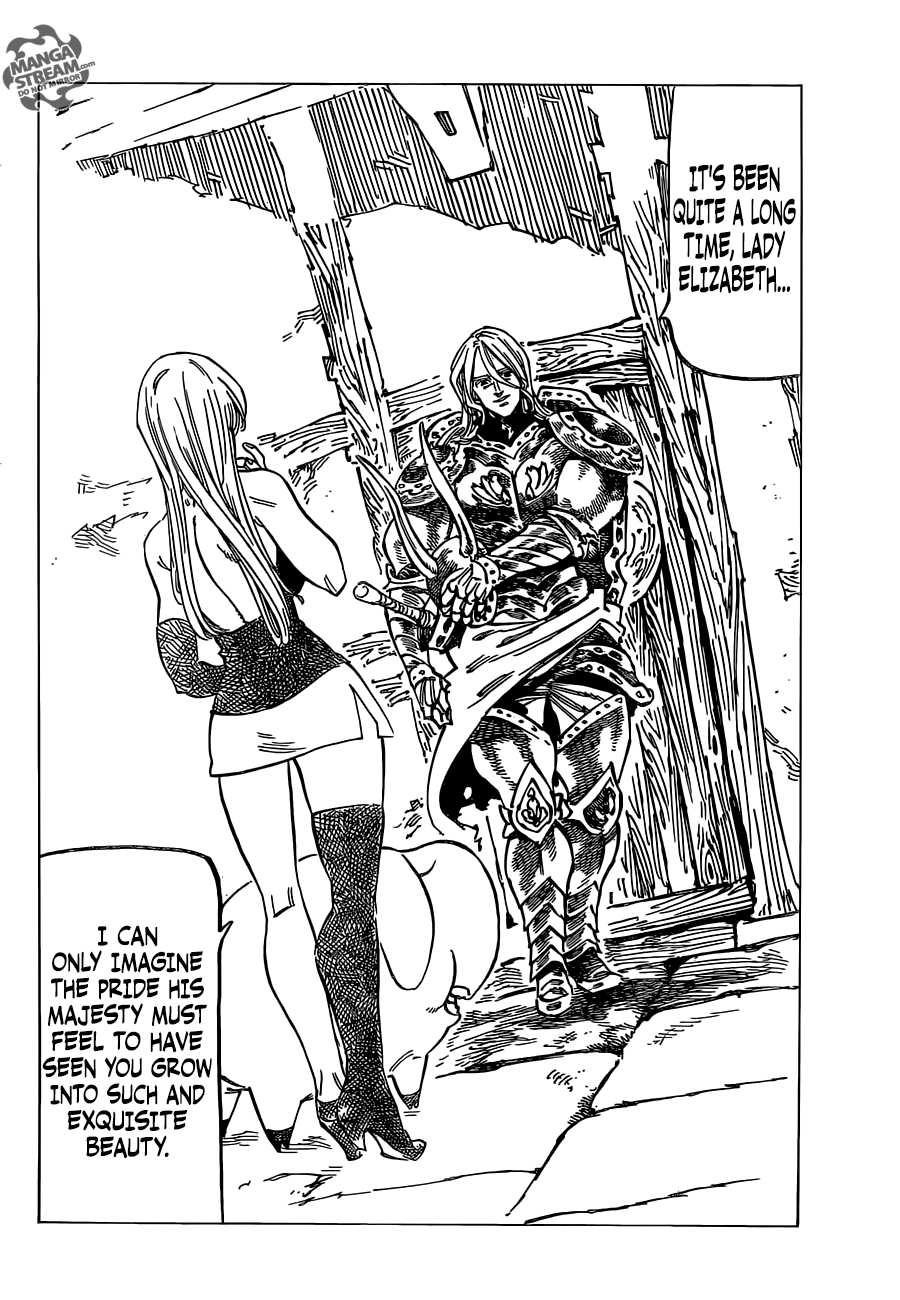 MANGA
STREAM.com
DO NOT MIRROR
IT'S BEEN
QUITE A LONG
TIME, LADY
ELIZABETH...
I CAN
ONLY IMAGINE
THE PRIDE HIS
MAJESTY MUST
FEEL TO HAVE
SEEN YOU GROW
INTO SUCH AND
EXQUISITE
BEAUTY.